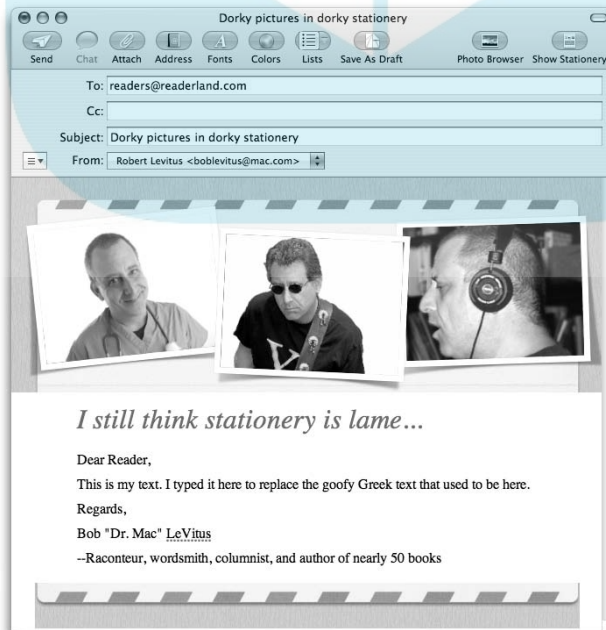 Dorky pictures in dorky stationery
Send Chat Attach Address Fonts Colors Lists Save As Draft Photo Browser Show Stationery
To: readers@readerland.com
Cc:
Subject: Dorky pictures in dorky stationery
From: Robert Levitus <boblevitus@mac.com>
I still think stationery is lame...
Dear Reader,
This is my text. I typed it here to replace the goofy Greek text that used to be here.
Regards,
Bob "Dr. Mac" LeVitus
--Raconteur, wordsmith, columnist, and author of nearly 50 books